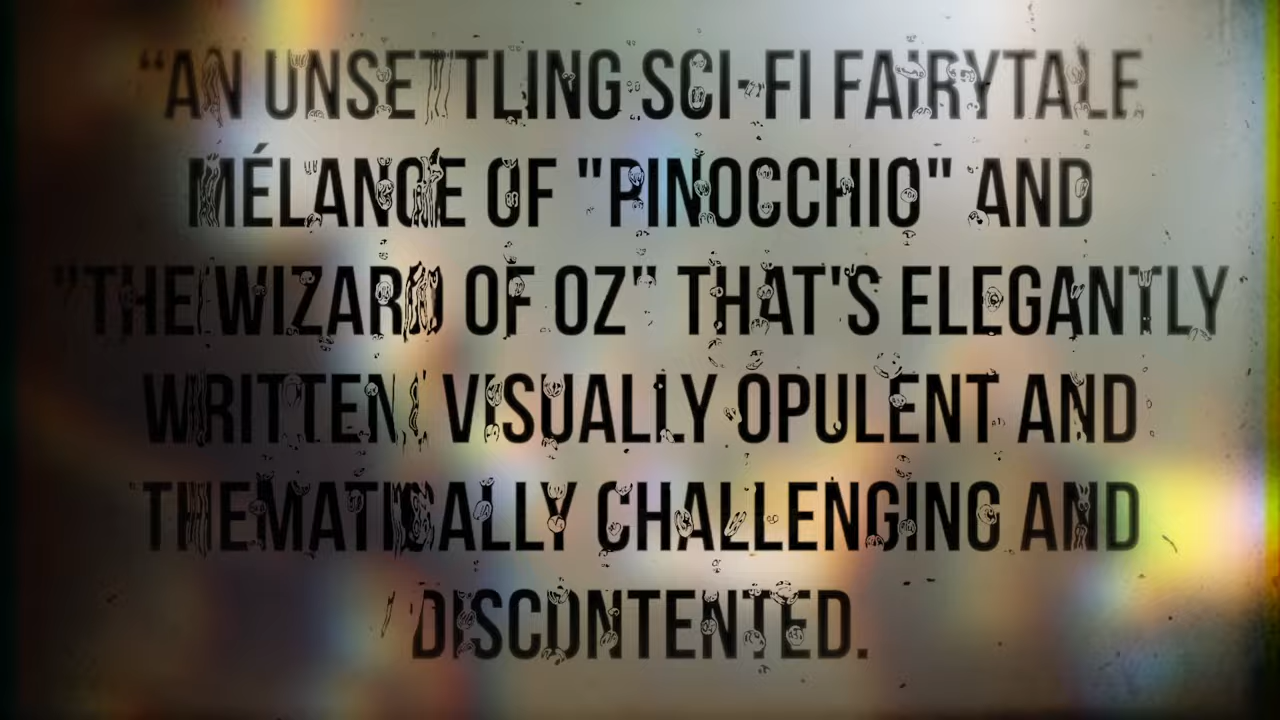 “AN UNSETTLING SCI-FI FAIRYTALE
MÉLANGE OF "PINOCCHIO" AND
"THE WIZARD OF OZ" THAT'S ELEGANTLY
WRITTEN, VISUALLY OPULENT AND
THEMATICALLY CHALLENGING AND
DISCONTENTED.